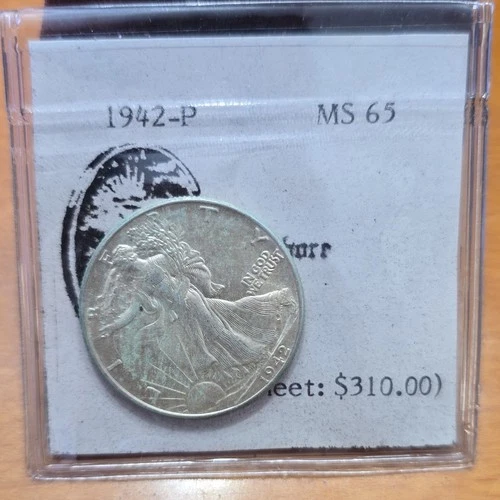 1942-P MS 65
LIBERTY
IN GOD
WE TRUST
1942
eet: $310.00)